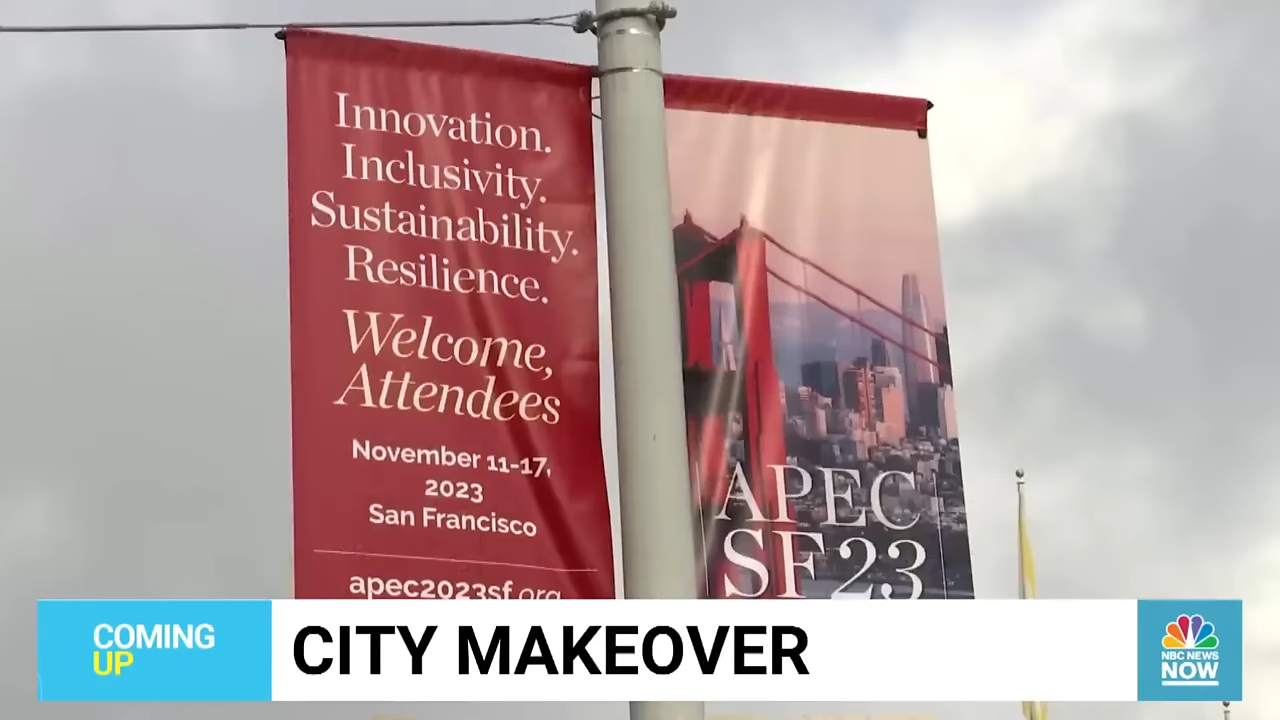 Innovation.
Inclusivity.
Sustainability.
Resilience.
Welcome,
Attendees
November 11-17,
2023
San Francisco
apec2023sf.org
APEC
SF23
COMING
UP
CITY MAKEOVER
NBC NEWS
NOW